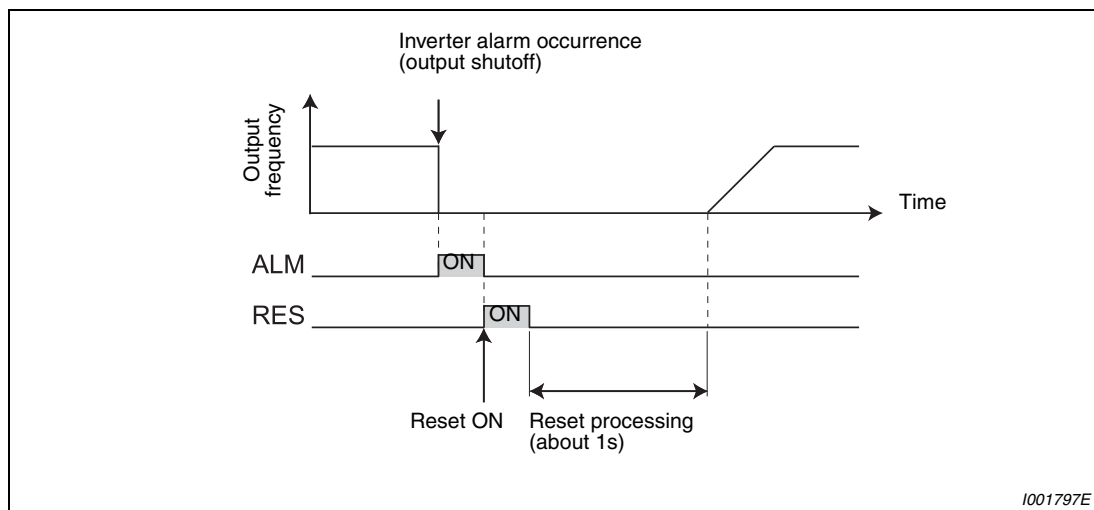 Inverter alarm occurrence
(output shutoff)
Output
frequency
Time
ALM
ON
RES
ON
Reset ON
Reset processing
(about 1s)
I001797E